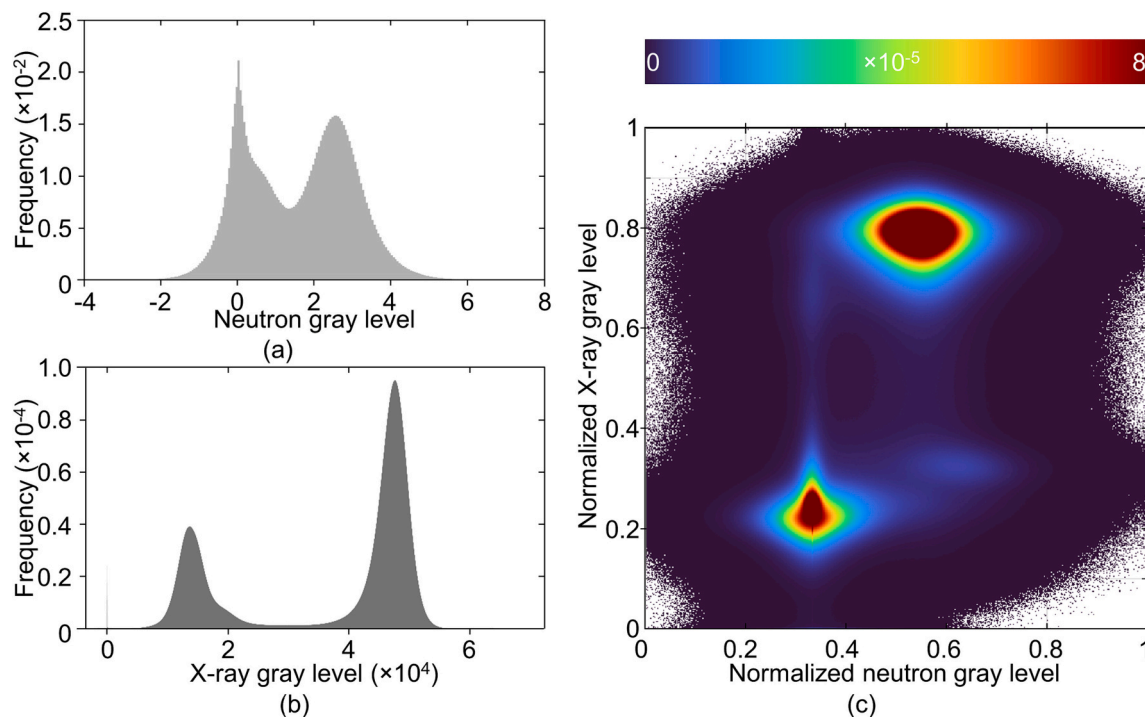 2.5
2.0
1.5
1.0
0.5
0
Frequency (×10-2)
-4 -2 0 2 4 6 8
Neutron gray level
(a)
1.0
0.8
0.6
0.4
0.2
0
Frequency (×10-4)
0 2 4 6
X-ray gray level (×10⁴)
(b)
0 ×10-5 8
1
0.8
0.6
0.4
0.2
0
Normalized X-ray gray level
0 0.2 0.4 0.6 0.8 1
Normalized neutron gray level
(c)